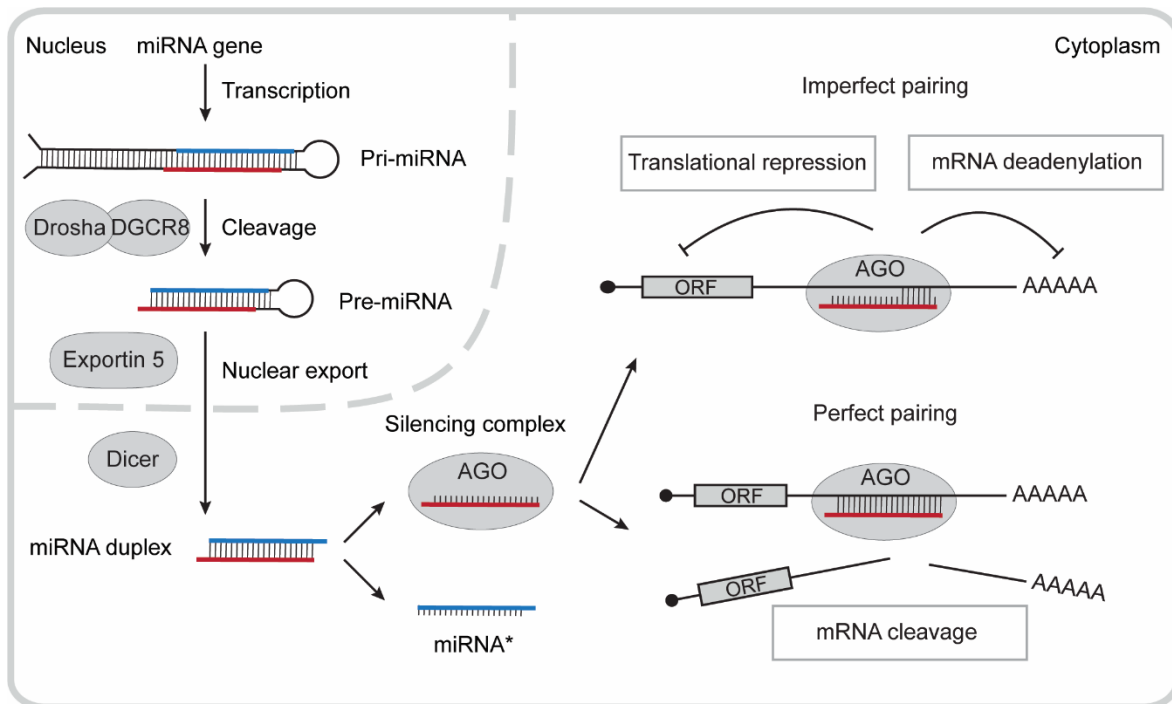 Nucleus
miRNA gene
Transcription
Pri-miRNA
Drosha
DGCR8
Cleavage
Pre-miRNA
Exportin 5
Nuclear export
Dicer
miRNA duplex
Silencing complex
AGO
miRNA*
Cytoplasm
Imperfect pairing
Translational repression
mRNA deadenylation
ORF
AGO
AAAAA
Perfect pairing
ORF
AGO
AAAAA
ORF
AAAAA
mRNA cleavage